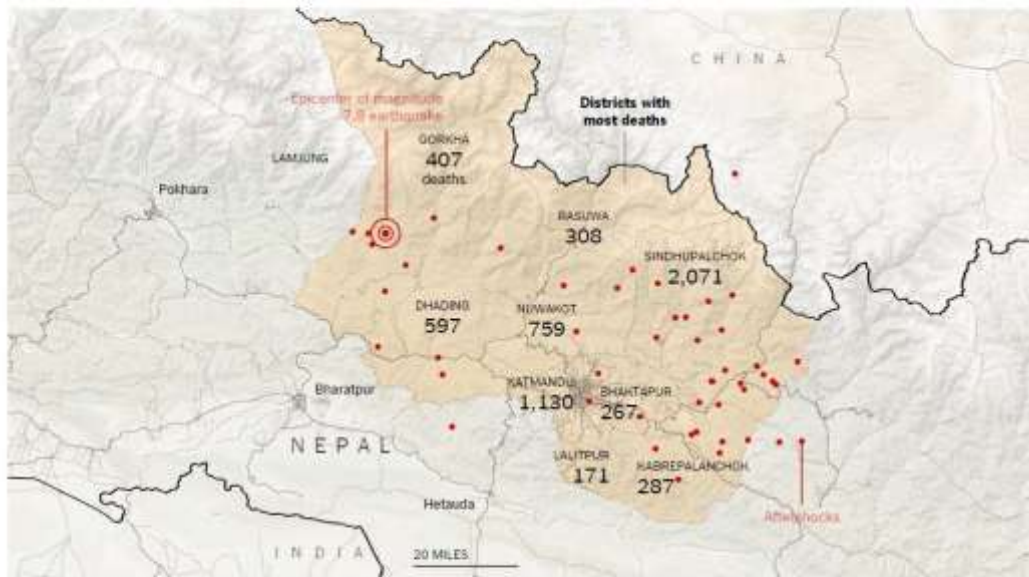 CHINA
Epicenter of magnitude
7.8 earthquake
Districts with
most deaths
GORKHA
407
deaths
LAMJUNG
Pokhara
RASUWA
308
SINDHUPALCHOK
2,071
DHADING
597
NUWAKOT
759
Bharatpur
KATMANDU
1,130
BHAKTAPUR
267
NEPAL
LALITPUR
171
KABREPALANCHOK
287
Hetauda
Aftershocks
INDIA
20 MILES